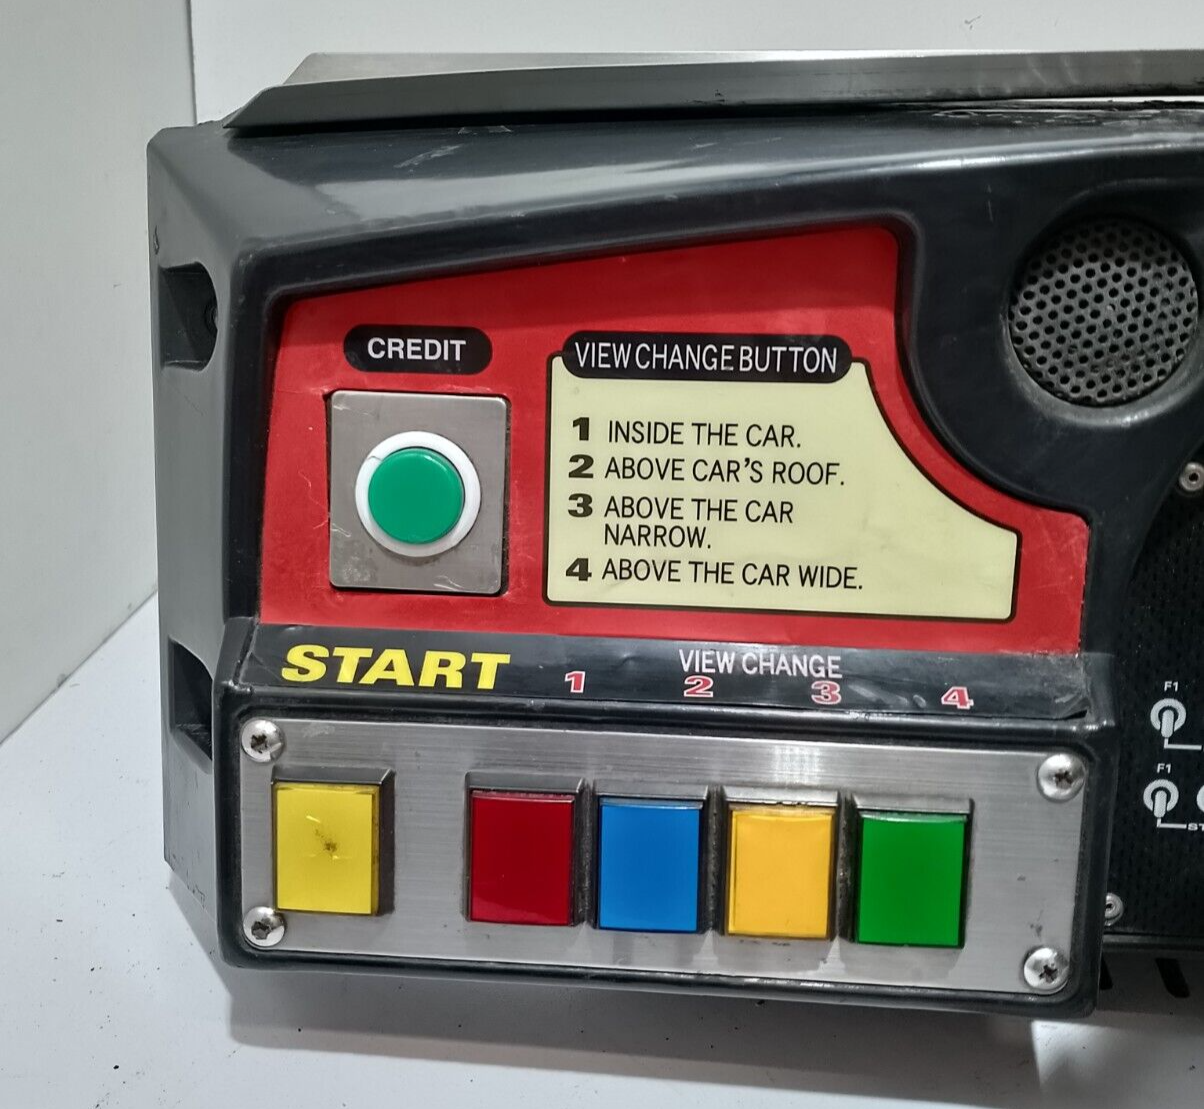 CREDIT
VIEW CHANGE BUTTON
1 INSIDE THE CAR.
2 ABOVE CAR'S ROOF.
3 ABOVE THE CAR
NARROW.
4 ABOVE THE CAR WIDE.
START
VIEW CHANGE
1 2 3 4
F1
F1
ST